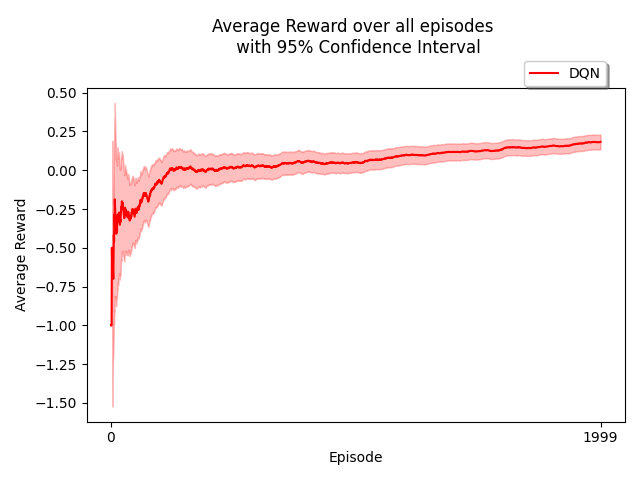 Average Reward over all episodes
with 95% Confidence Interval
DQN
0.50
0.25
0.00
−0.25
−0.50
−0.75
−1.00
−1.25
−1.50
Average Reward
0
1999
Episode